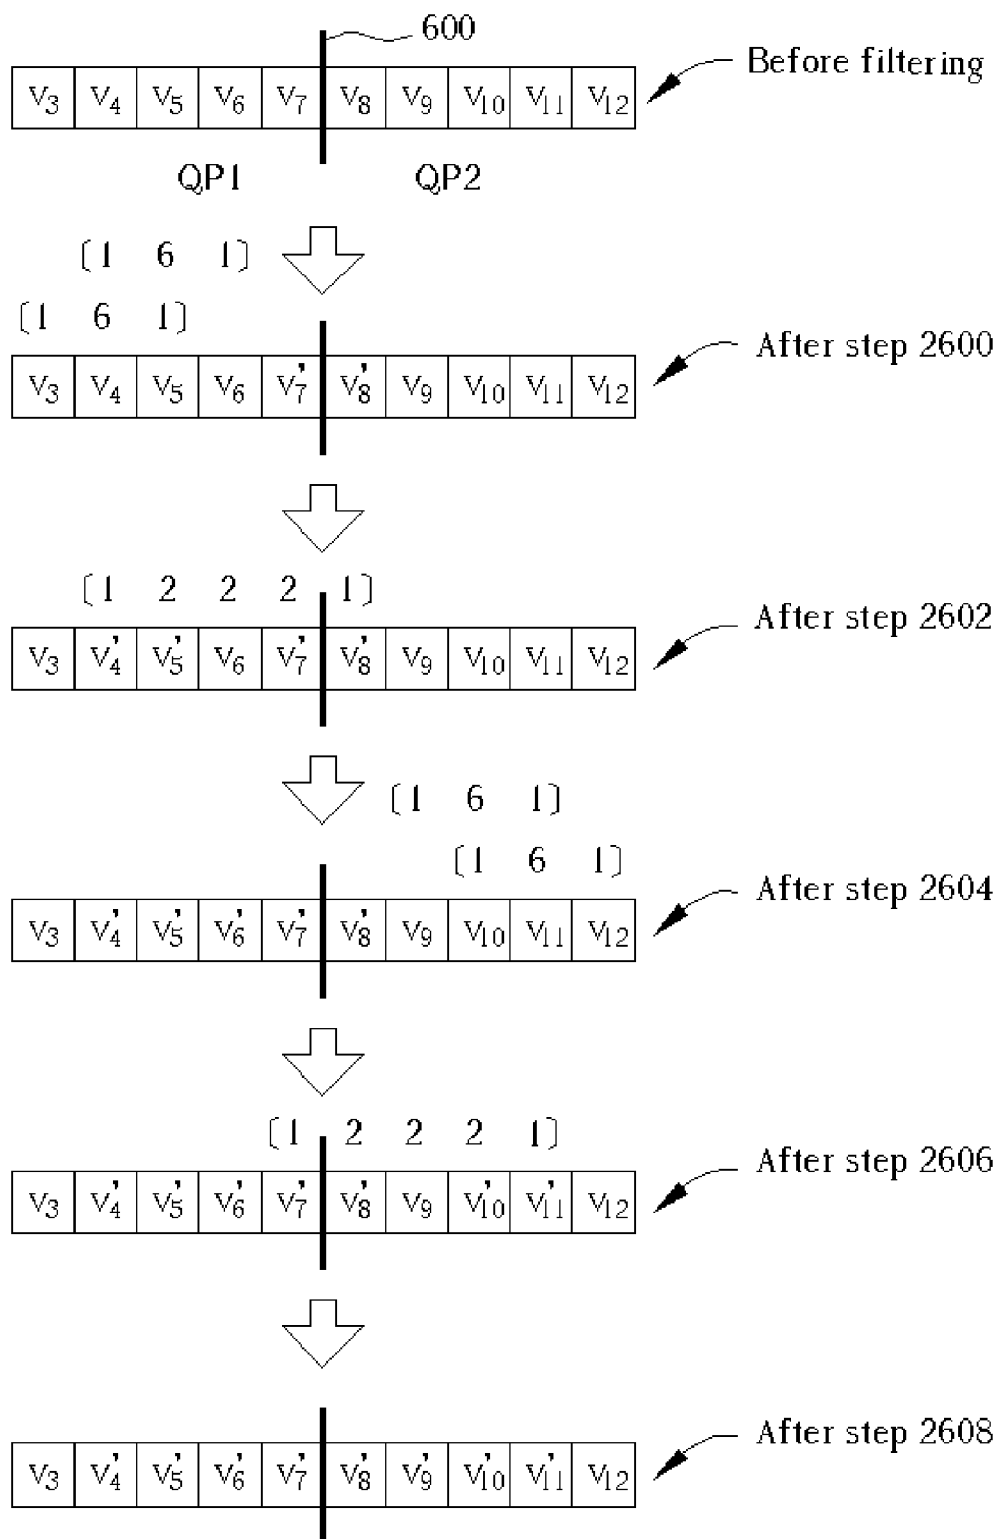 600
Before filtering
V3 V4 V5 V6 V7 V8 V9 V10 V11 V12
QP1 QP2
[1 6 1]
[1 6 1]
After step 2600
V3 V4 V5 V6 V7' V8' V9 V10 V11 V12
[1 2 2 2 1]
After step 2602
V3 V4' V5' V6 V7' V8' V9 V10 V11 V12
[1 6 1]
[1 6 1]
After step 2604
V3 V4' V5' V6' V7' V8' V9 V10 V11 V12
[1 2 2 2 1]
After step 2606
V3 V4' V5' V6' V7' V8' V9 V10' V11' V12
After step 2608
V3 V4' V5' V6' V7' V8' V9' V10' V11' V12